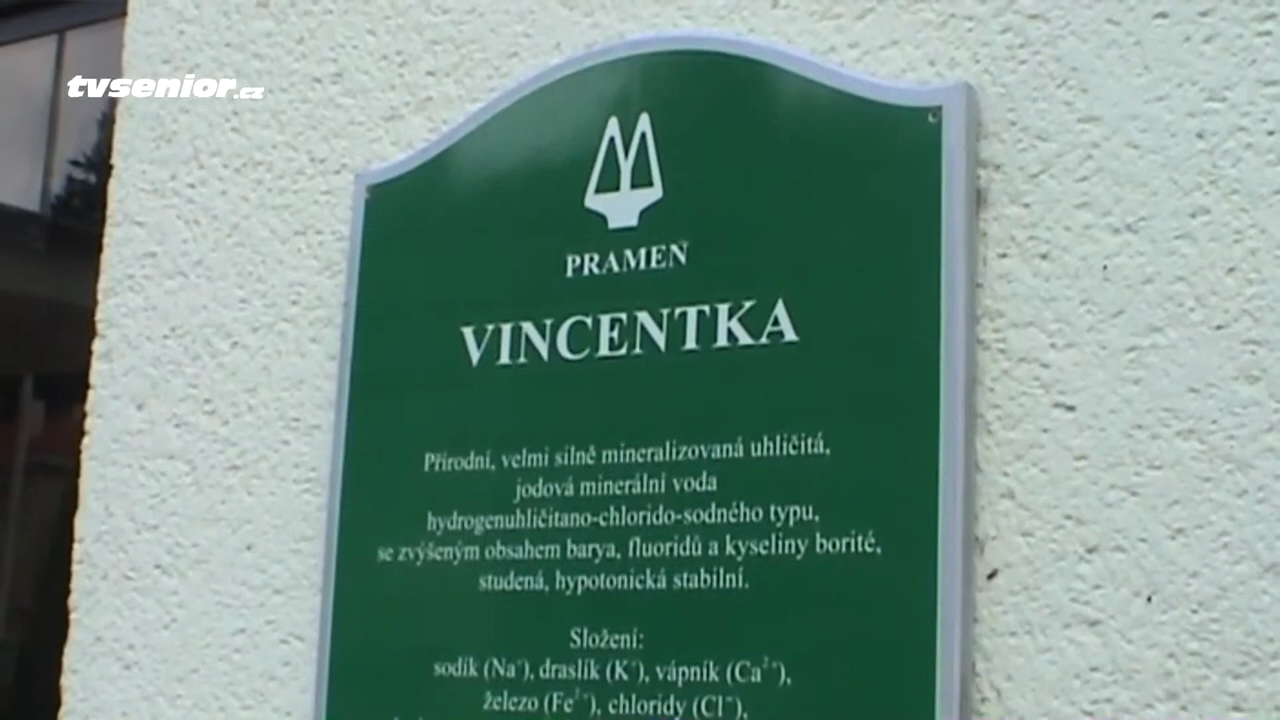 tvsenior.cz
PRAMEN
VINCENTKA
Přírodní, velmi silně mineralizovaná uhličitá,
jodová minerální voda
hydrogenuhličitano-chlorido-sodného typu,
se zvýšeným obsahem barya, fluoridů a kyseliny borité,
studená, hypotonická stabilní.
Složení:
sodík (Na⁺), draslík (K⁺), vápník (Ca²⁺),
železo (Fe²⁺), chloridy (Cl⁻),